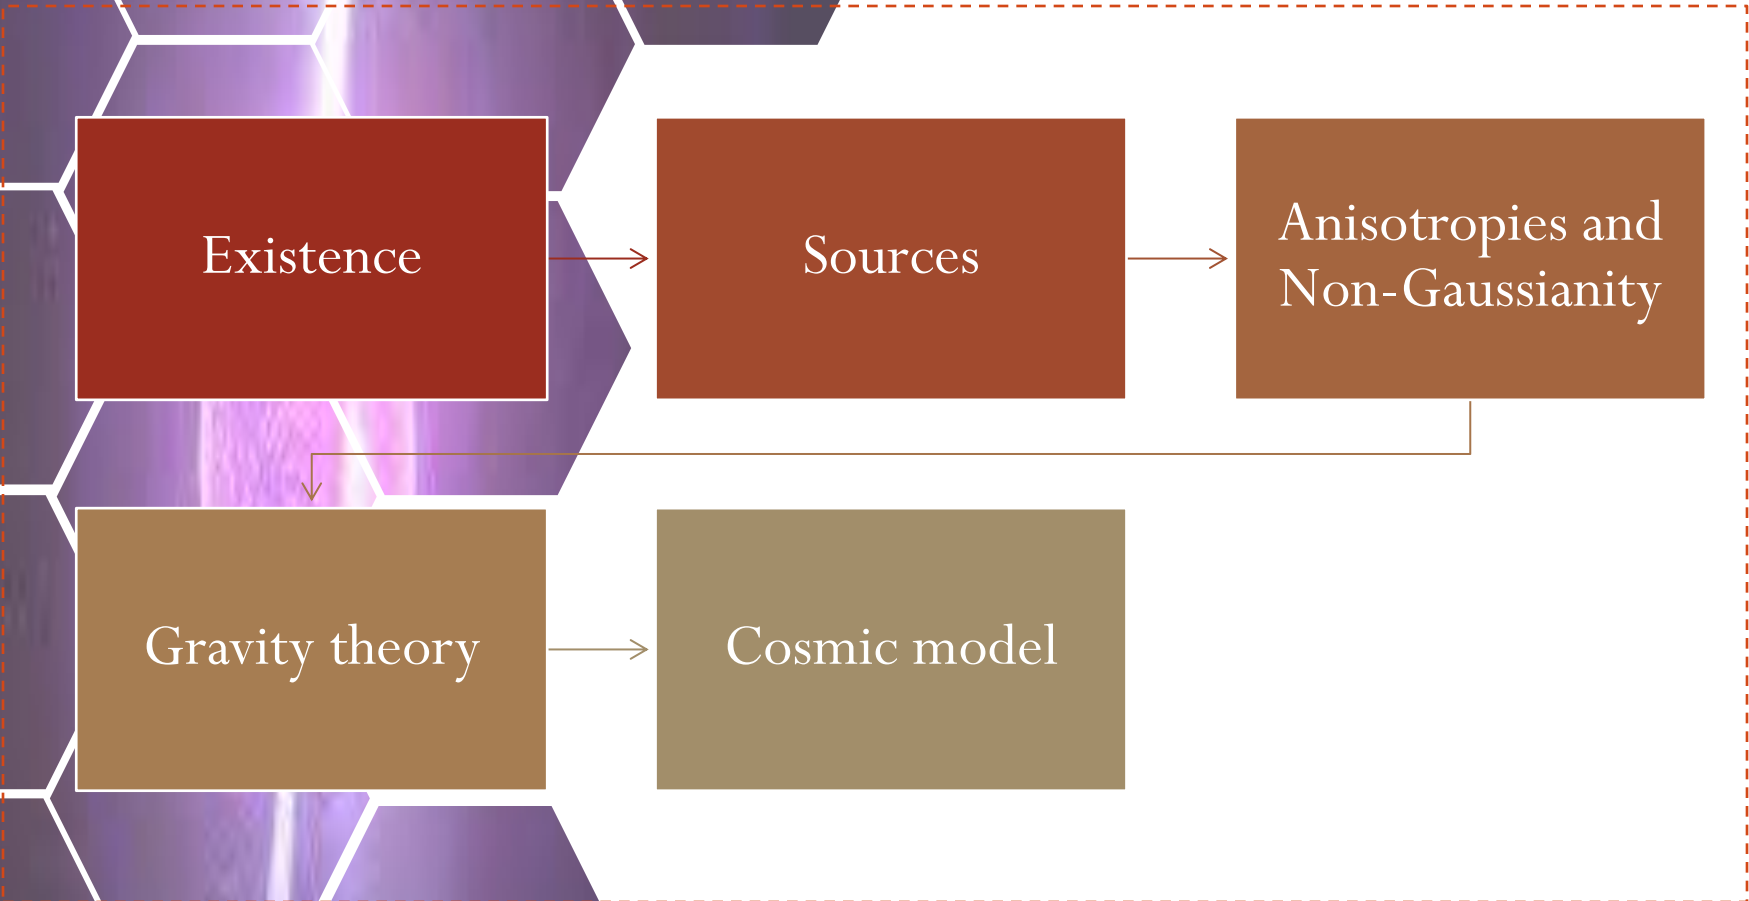 Existence
Sources
Anisotropies and
Non-Gaussianity
Gravity theory
Cosmic model